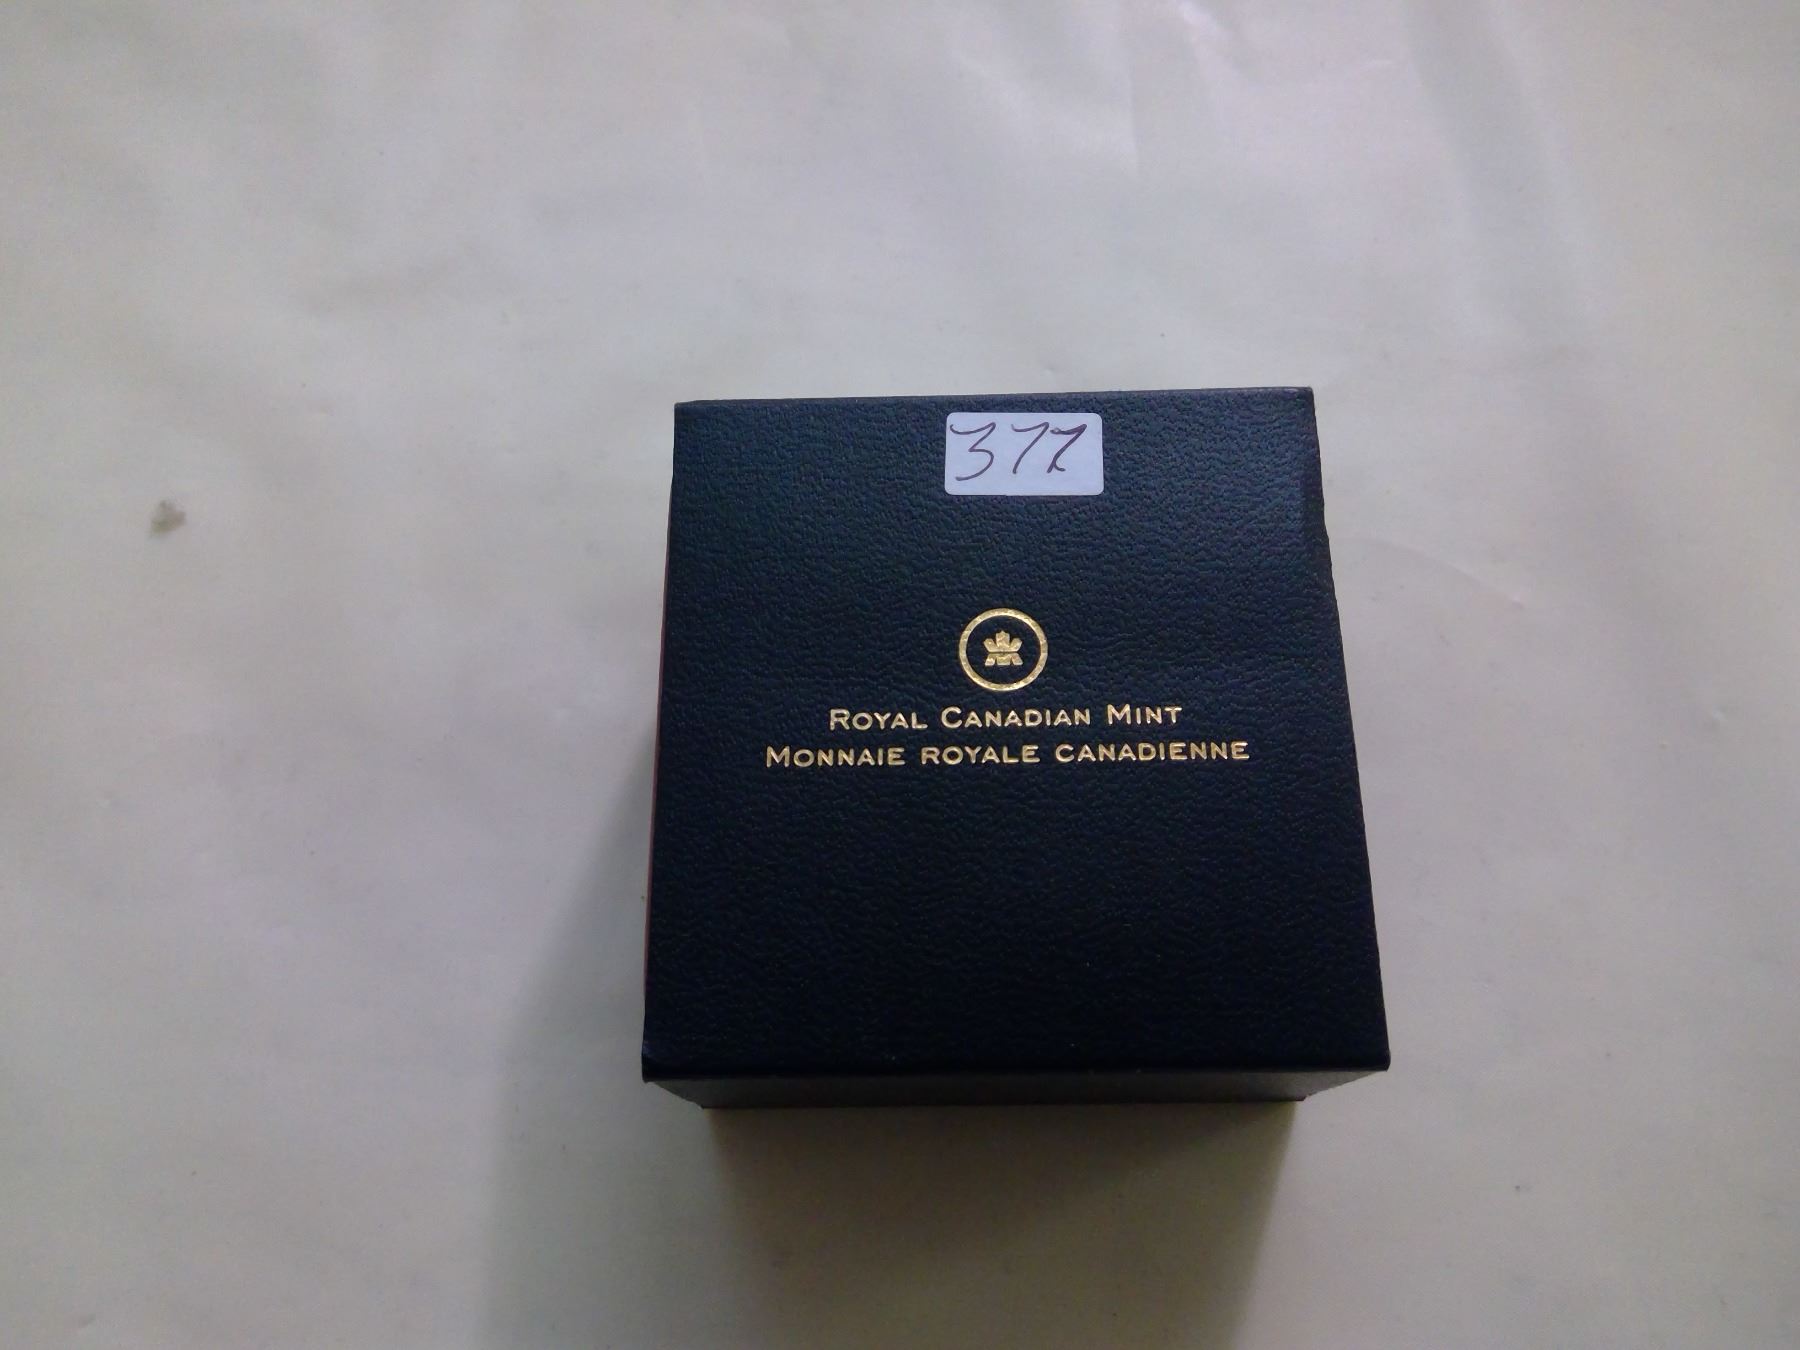 377
ROYAL CANADIAN MINT
MONNAIE ROYALE CANADIENNE